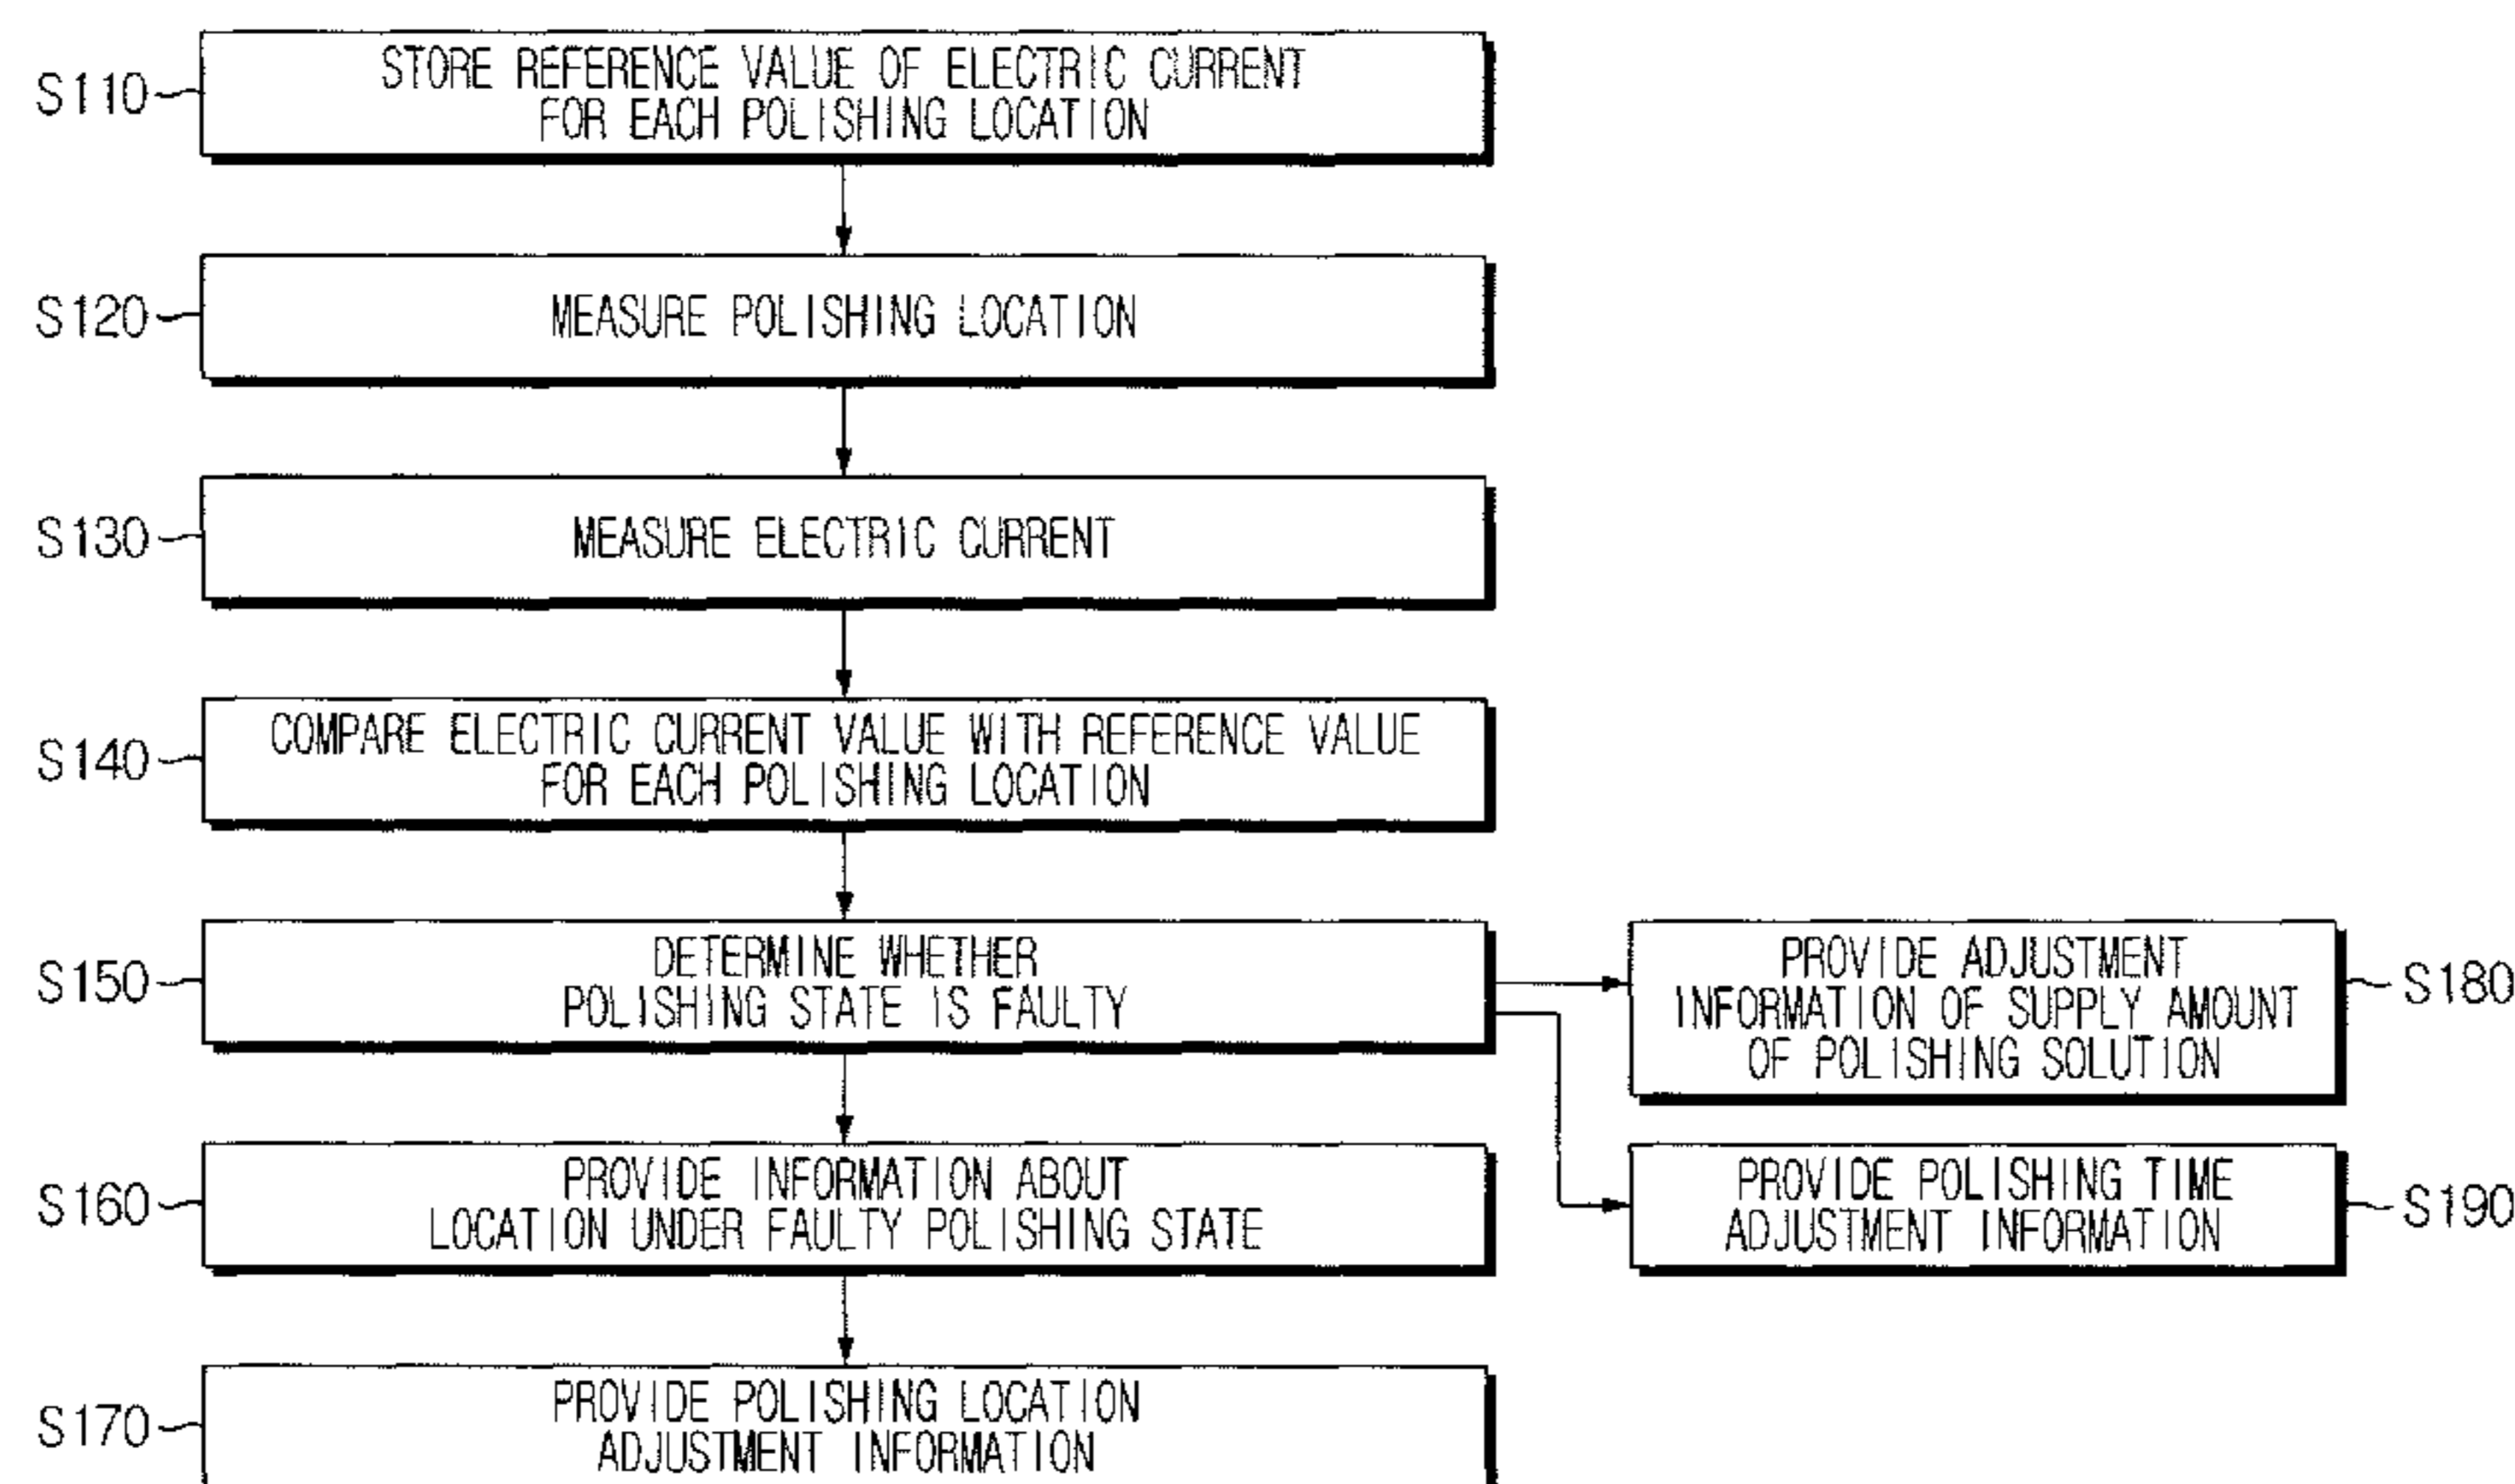 S110
STORE REFERENCE VALUE OF ELECTRIC CURRENT
FOR EACH POLISHING LOCATION
S120
MEASURE POLISHING LOCATION
S130
MEASURE ELECTRIC CURRENT
S140
COMPARE ELECTRIC CURRENT VALUE WITH REFERENCE VALUE
FOR EACH POLISHING LOCATION
S150
DETERMINE WHETHER
POLISHING STATE IS FAULTY
PROVIDE ADJUSTMENT
INFORMATION OF SUPPLY AMOUNT
OF POLISHING SOLUTION
S180
S160
PROVIDE INFORMATION ABOUT
LOCATION UNDER FAULTY POLISHING STATE
PROVIDE POLISHING TIME
ADJUSTMENT INFORMATION
S190
S170
PROVIDE POLISHING LOCATION
ADJUSTMENT INFORMATION